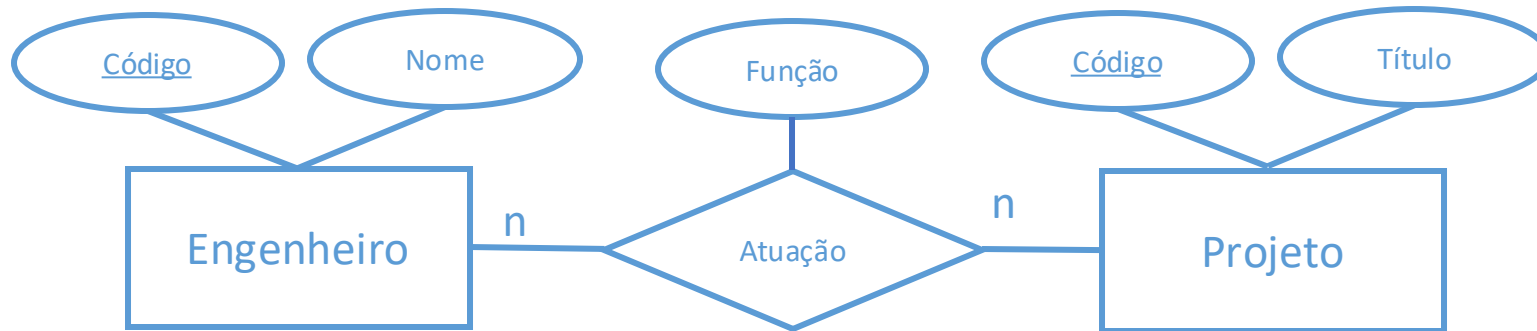 Código
Nome
Função
Código
Título
n
n
Engenheiro
Atuação
Projeto